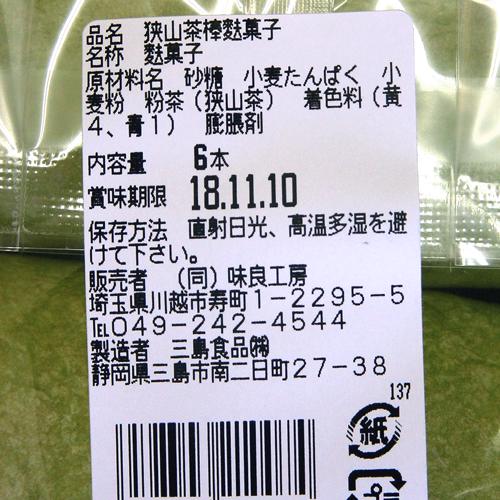 品名　狭山茶棒麩菓子
名称　麩菓子
原材料名　砂糖　小麦たんぱく　小
麦粉　粉茶（狭山茶）　着色料（黄
４、青１）　膨脹剤
内容量　6本
賞味期限　18.11.10
保存方法　直射日光、高温多湿を避
けて下さい。
販売者　（同）味良工房
埼玉県川越市寿町１－２２９５－５
℡０４９－２４２－４５４４
製造者　三島食品㈱
静岡県三島市南二日町２７－３８
137
紙
プ